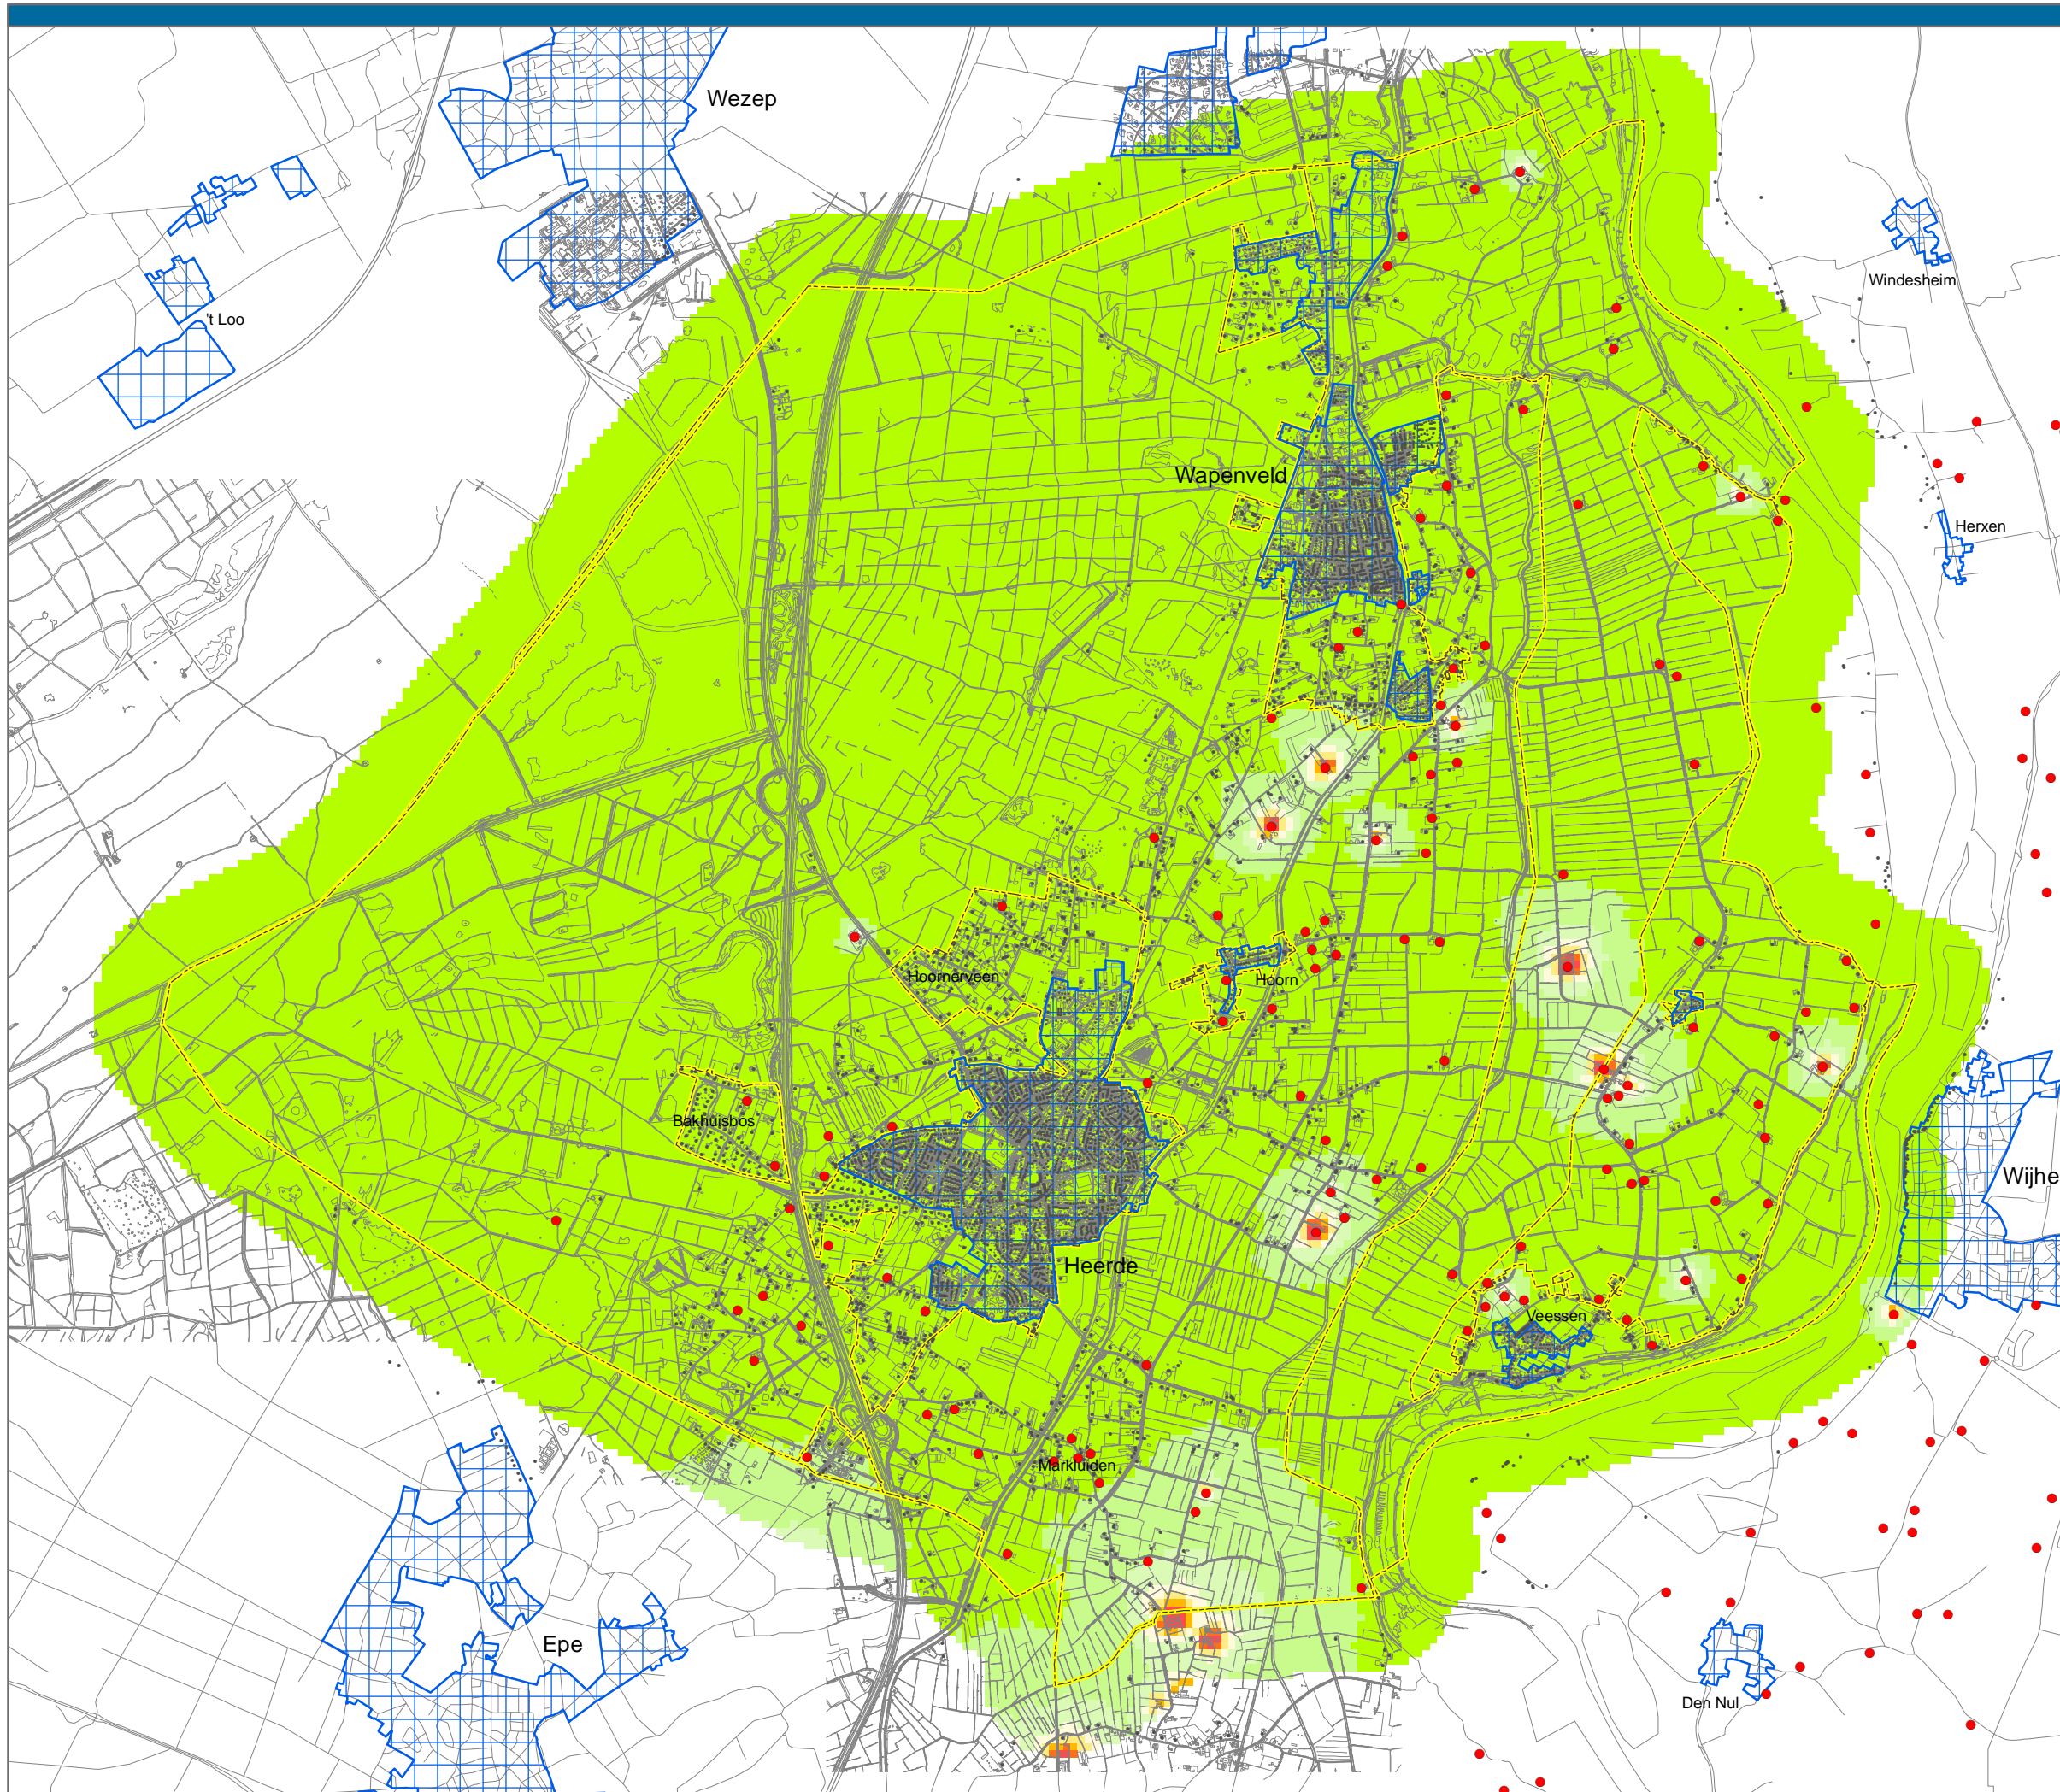 Wezep
Windesheim
't Loo
Wapenveld
Herxen
Hoornerveen
Hoorn
Bakhuisbos
Wijhe
Heerde
Veessen
Markluiden
Epe
Den Nul